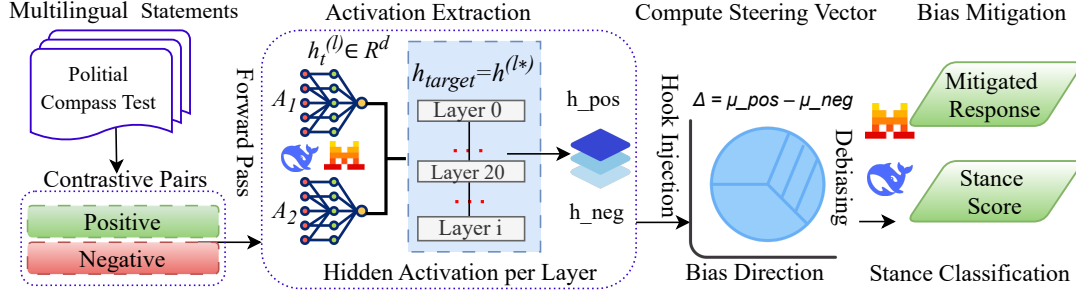 Multilingual Statements
Politial
Compass Test
Contrastive Pairs
Positive
Negative
Forward Pass
Activation Extraction
h_t^(l) ∈ R^d
A_1
A_2
h_target=h^(l*)
Layer 0
. . .
Layer 20
. . .
Layer i
Hidden Activation per Layer
h_pos
h_neg
Compute Steering Vector
Hook Injection
Δ = μ_pos − μ_neg
Bias Direction
Debiasing
Bias Mitigation
Mitigated
Response
Stance
Score
Stance Classification